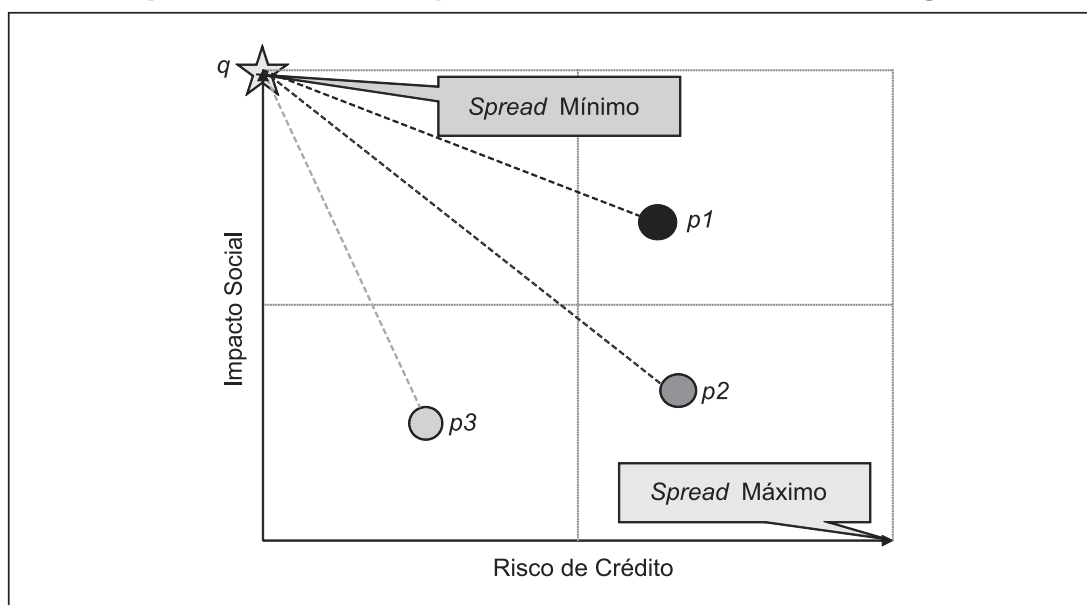 q
Spread Mínimo
p1
Impacto Social
p2
p3
Spread Máximo
Risco de Crédito